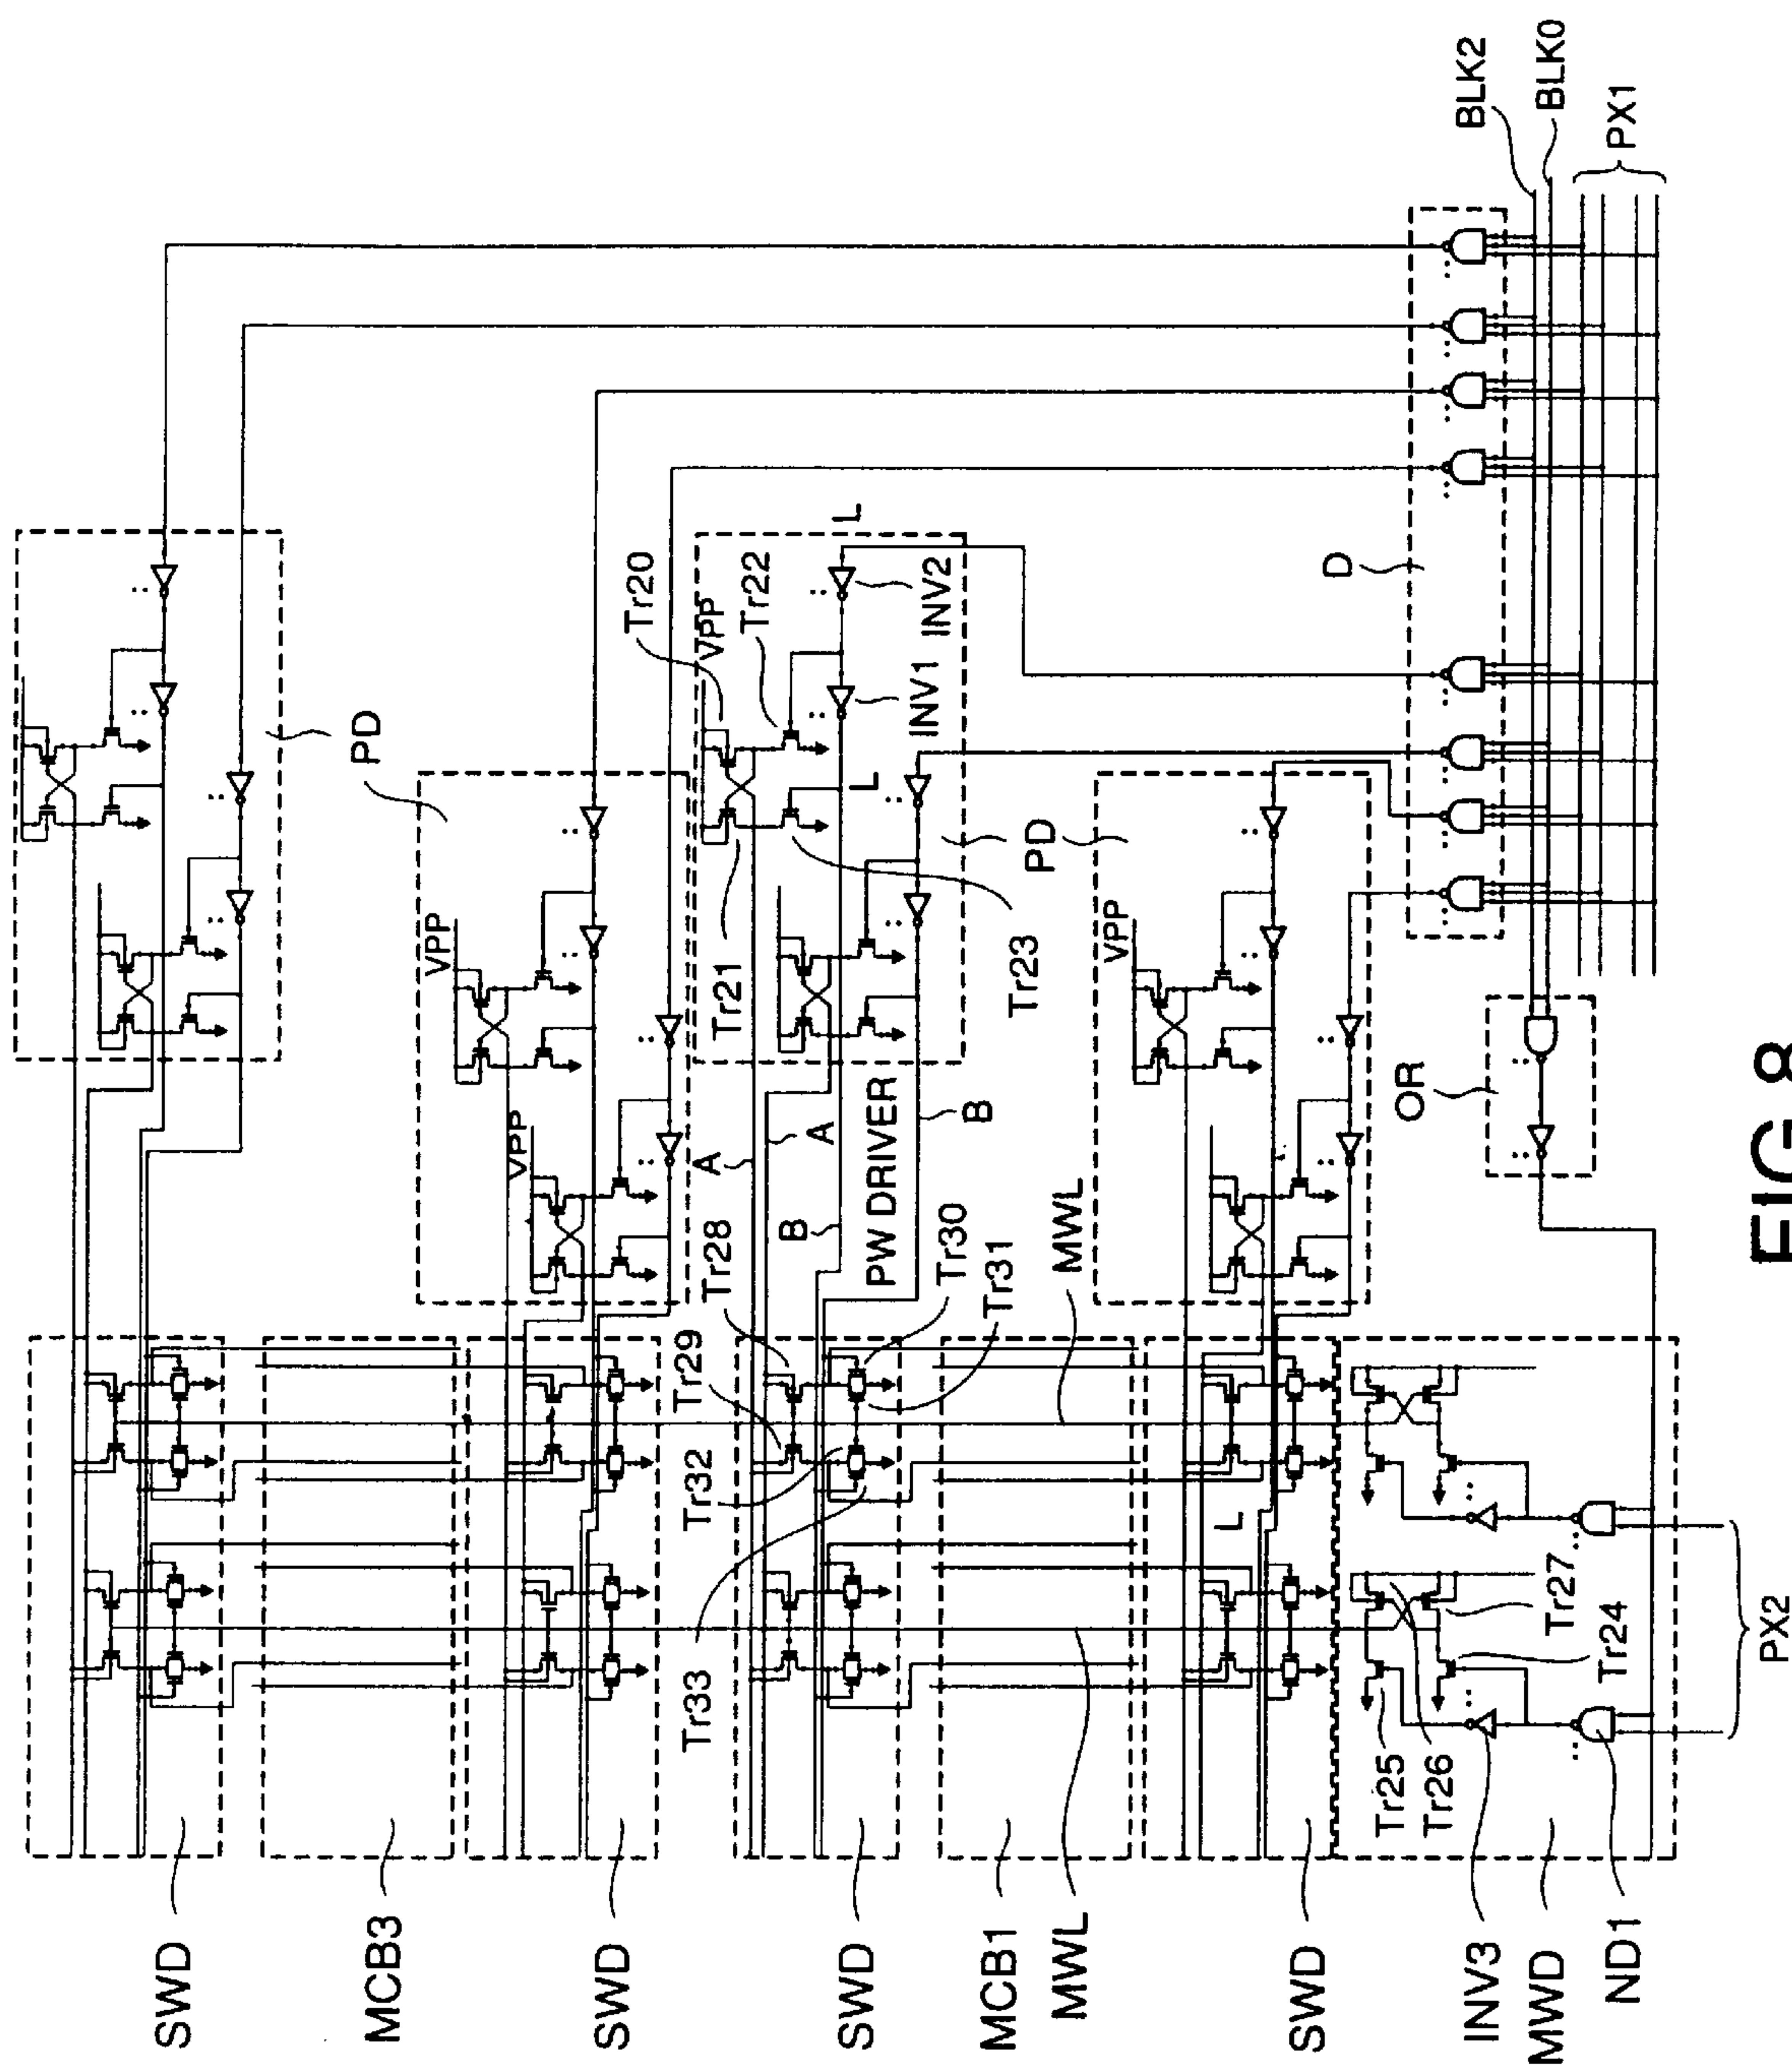 SWD
MCB3
SWD
SWD
MCB1
MWL
SWD
INV3
MWD
ND1
PD
VPP
VPP
Tr20
VPP
Tr22
L
INV2
INV1
L
Tr21
Tr23
PD
A
A
B
B
PW DRIVER
Tr28
Tr29
Tr30
Tr31
Tr32
Tr33
MWL
VPP
L
D
OR
BLK2
BLK0
PX1
Tr25
Tr26
Tr27
Tr24
PX2
FIG.8